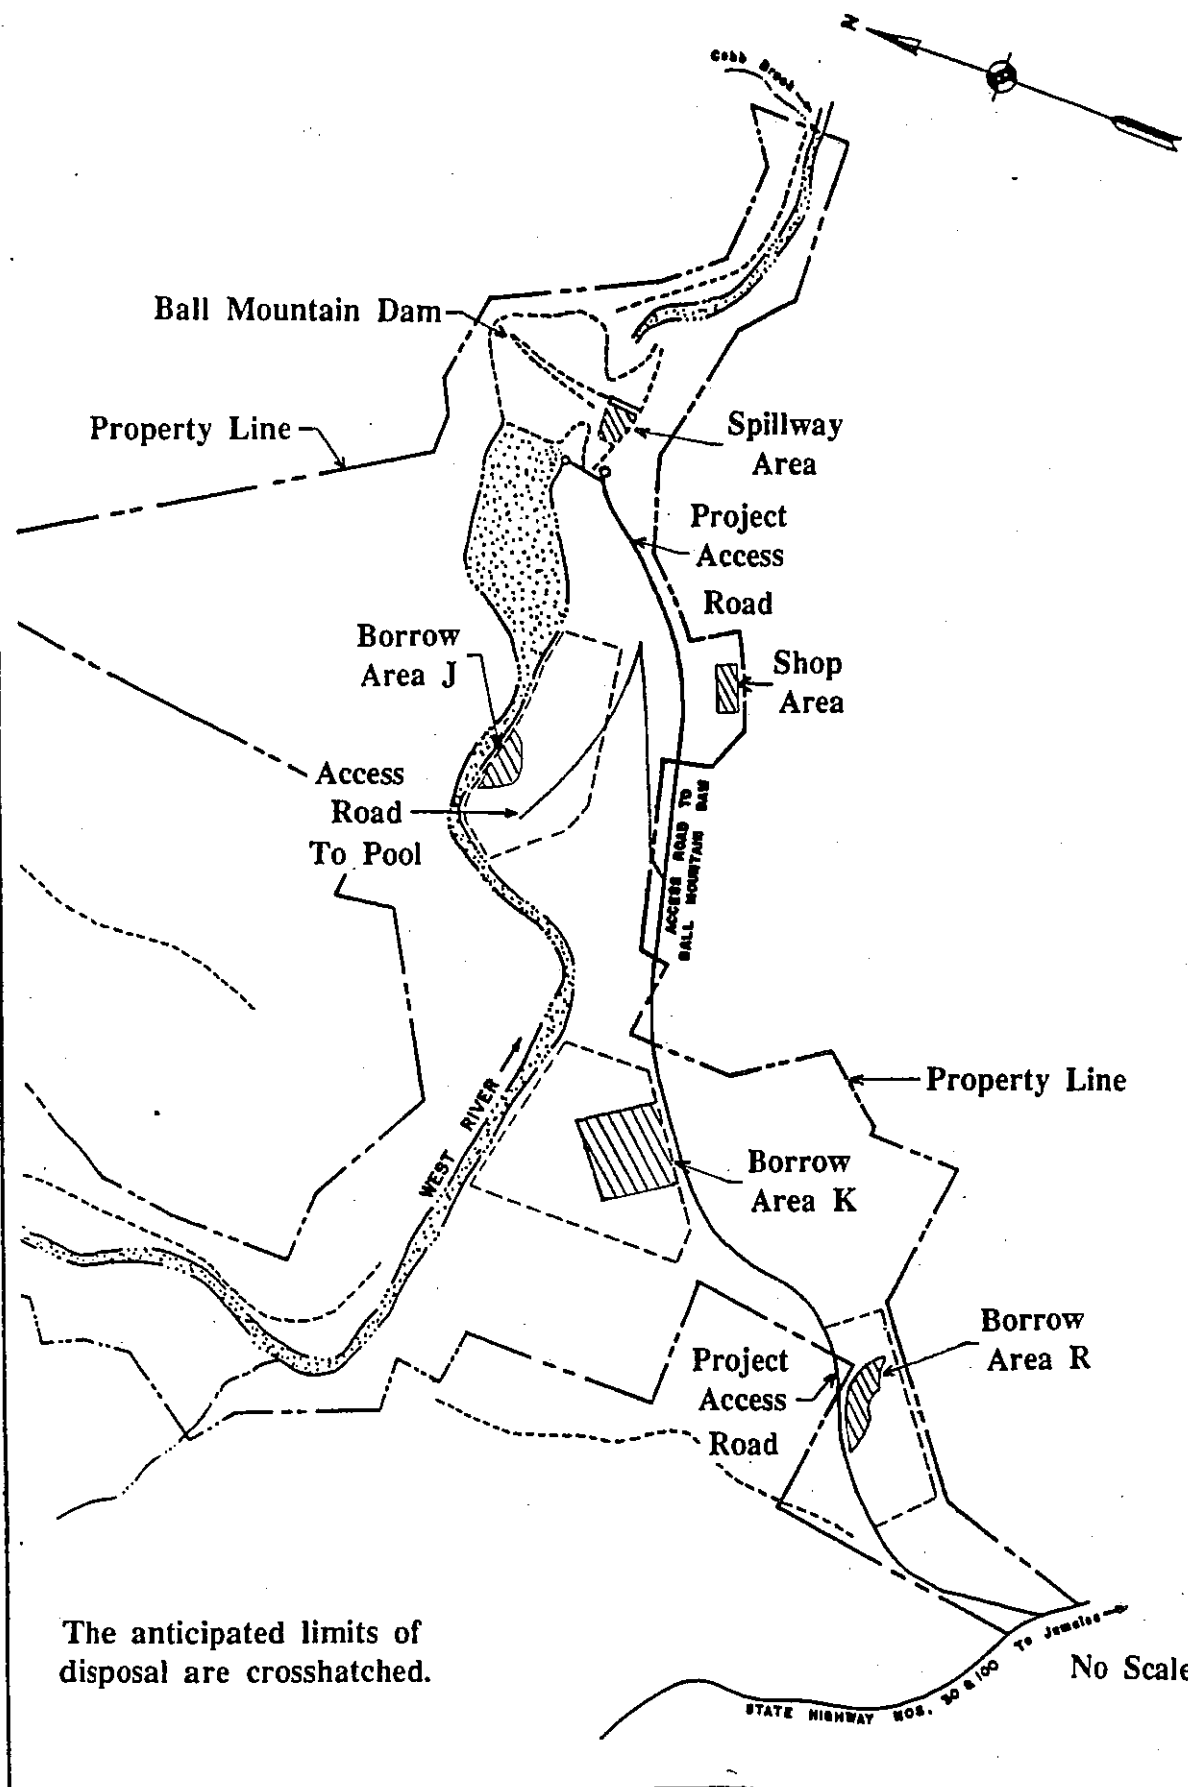 N
Cobb Brook
Ball Mountain Dam
Property Line
Spillway
Area
Project
Access
Road
Borrow
Area J
Shop
Area
Access
Road
To Pool
ACCESS ROAD TO
BALL MOUNTAIN DAM
WEST RIVER
Property Line
Borrow
Area K
Borrow
Area R
Project
Access
Road
The anticipated limits of
disposal are crosshatched.
To Jamaica
No Scale
STATE HIGHWAY NOS. 30 & 100